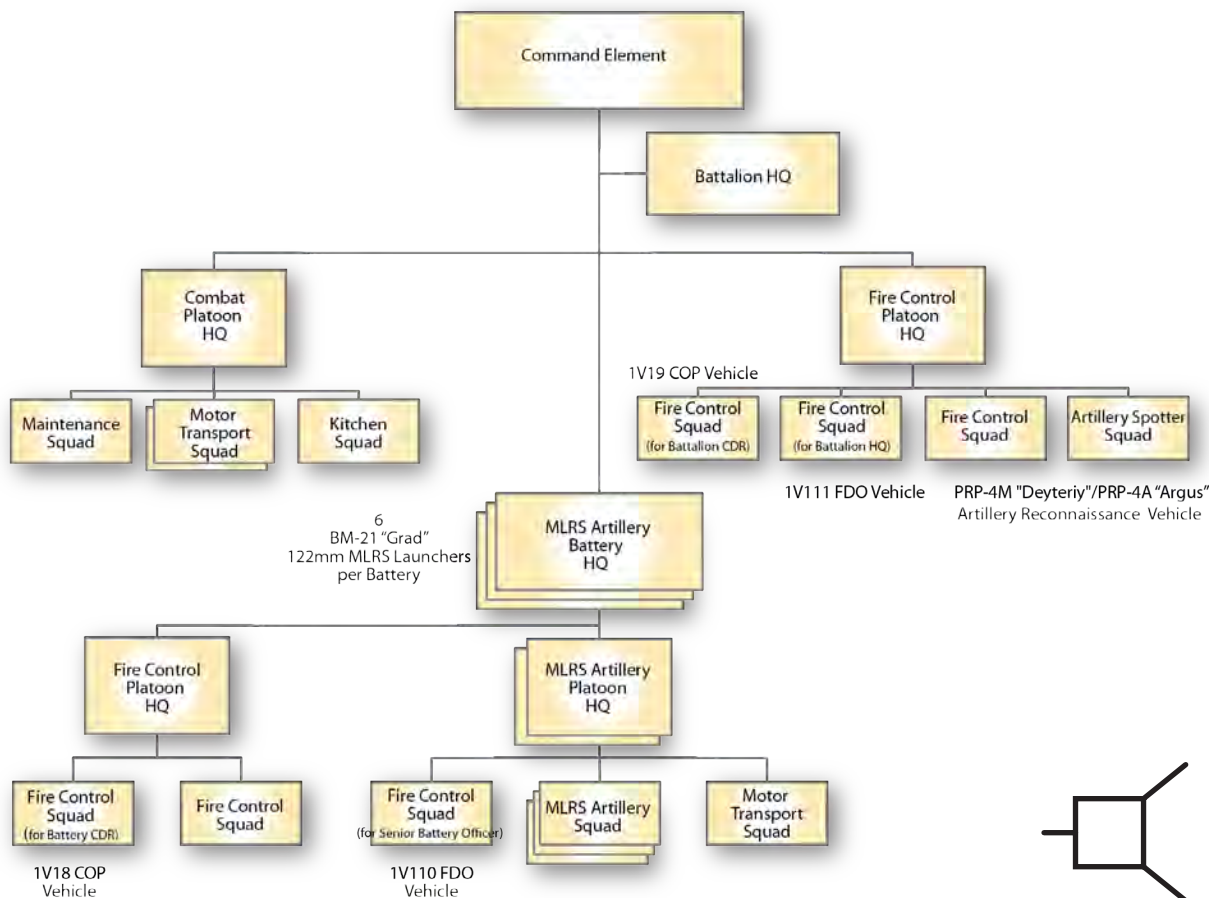 Command Element
Battalion HQ
Combat
Platoon
HQ
Fire Control
Platoon
HQ
Maintenance
Squad
Motor
Transport
Squad
Kitchen
Squad
1V19 COP Vehicle
Fire Control
Squad
(for Battalion CDR)
Fire Control
Squad
(for Battalion HQ)
Fire Control
Squad
Artillery Spotter
Squad
1V111 FDO Vehicle
PRP-4M "Deyteriy"/PRP-4A “Argus”
Artillery Reconnaissance Vehicle
6
BM-21 “Grad”
122mm MLRS Launchers
per Battery
MLRS Artillery
Battery
HQ
Fire Control
Platoon
HQ
MLRS Artillery
Platoon
HQ
Fire Control
Squad
(for Battery CDR)
Fire Control
Squad
Fire Control
Squad
(for Senior Battery Officer)
MLRS Artillery
Squad
Motor
Transport
Squad
1V18 COP
Vehicle
1V110 FDO
Vehicle